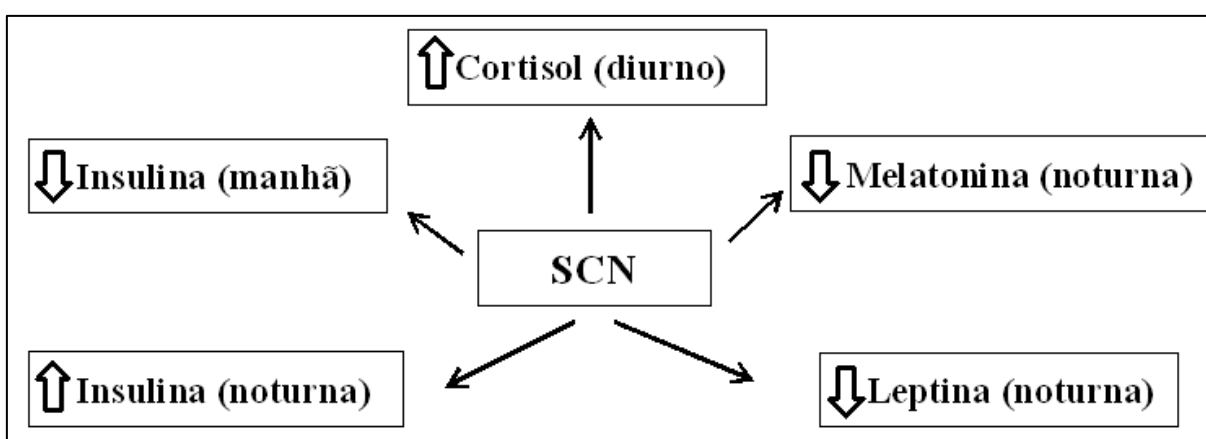 ⇧Cortisol (diurno)
⇩Insulina (manhã)
⇩Melatonina (noturna)
SCN
⇧Insulina (noturna)
⇩Leptina (noturna)